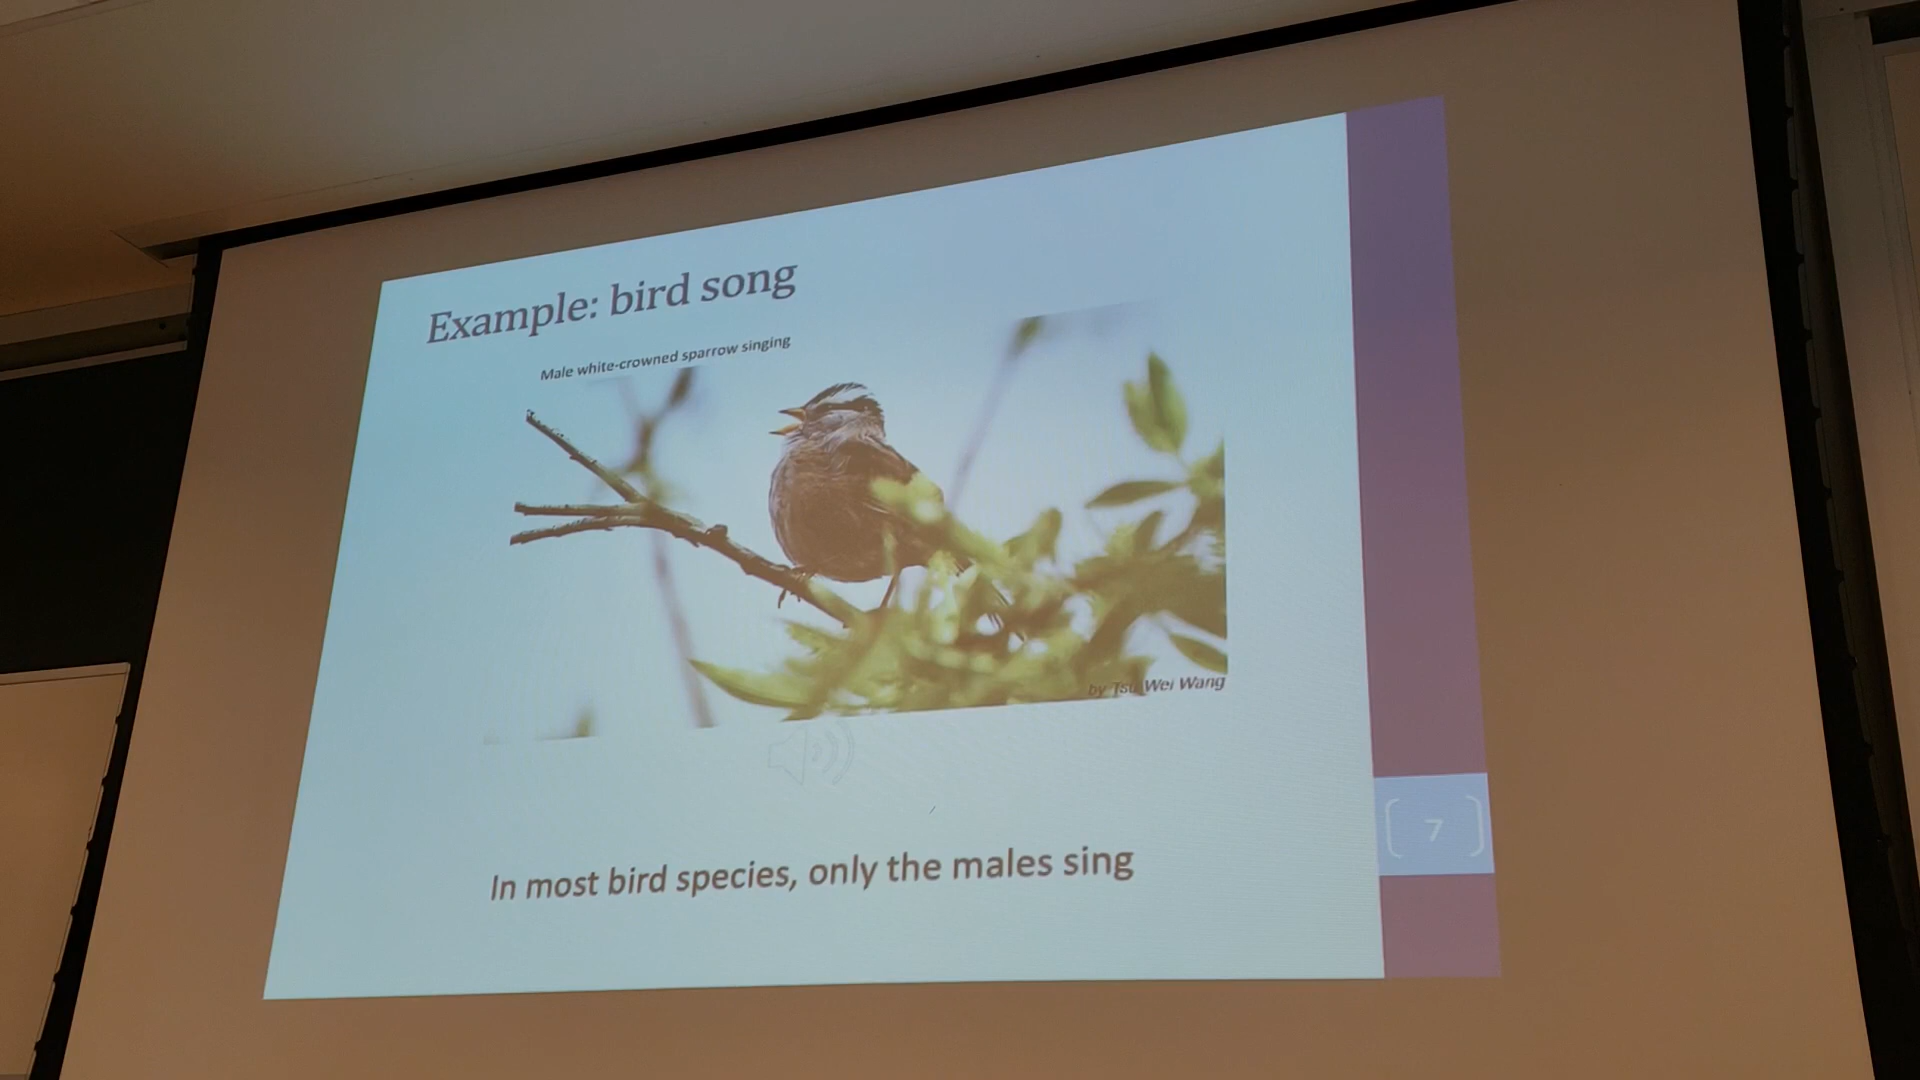 Example: bird song
Male white-crowned sparrow singing
by Tsu Wei Wang
In most bird species, only the males sing
7